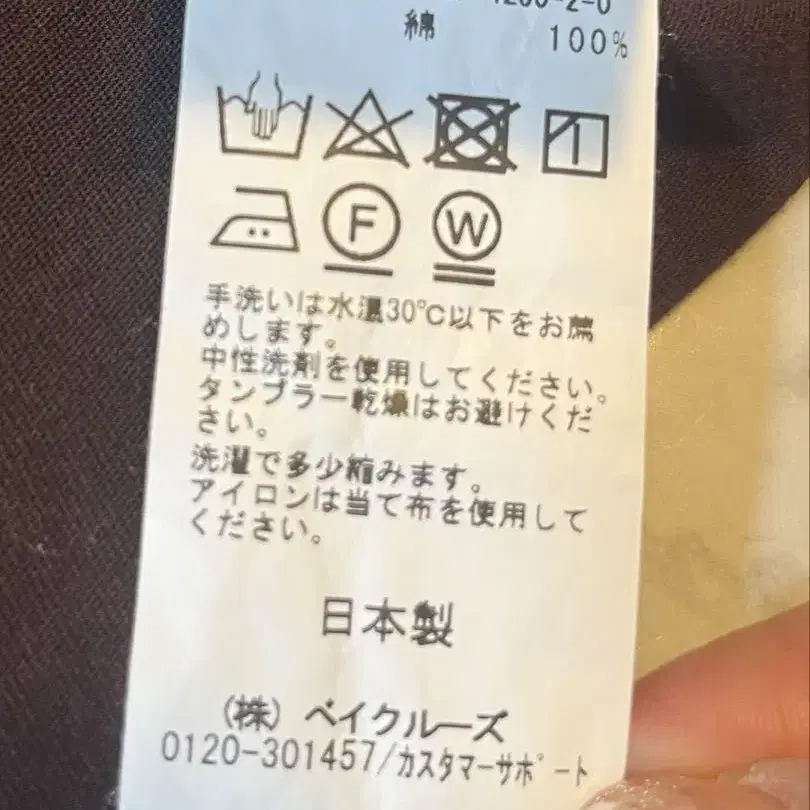 綿 100%
F W
手洗いは水温30℃以下をお薦
めします。
中性洗剤を使用してください。
タンブラー乾燥はお避けくだ
さい。
洗濯で多少縮みます。
アイロンは当て布を使用して
ください。
日本製
(株) ベイクルーズ
0120-301457/カスタマーサポート